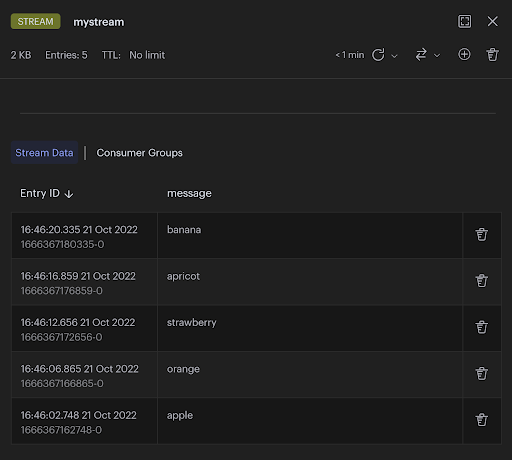 STREAM mystream
2 KB Entries: 5 TTL: No limit < 1 min
Stream Data Consumer Groups
Entry ID message
16:46:20.335 21 Oct 2022 banana
1666367180335-0
16:46:16.859 21 Oct 2022 apricot
1666367176859-0
16:46:12.656 21 Oct 2022 strawberry
1666367172656-0
16:46:06.865 21 Oct 2022 orange
1666367166865-0
16:46:02.748 21 Oct 2022 apple
1666367162748-0